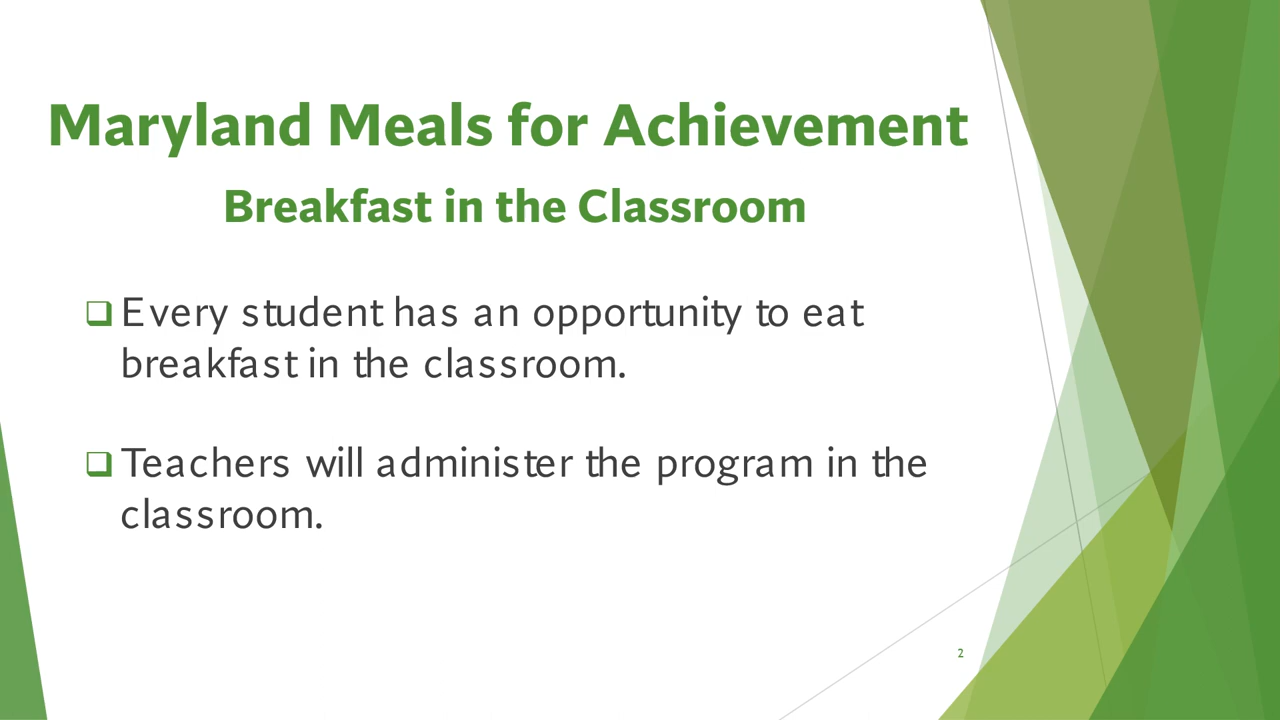 Maryland Meals for Achievement
Breakfast in the Classroom
Every student has an opportunity to eat
breakfast in the classroom.
Teachers will administer the program in the
classroom.
2